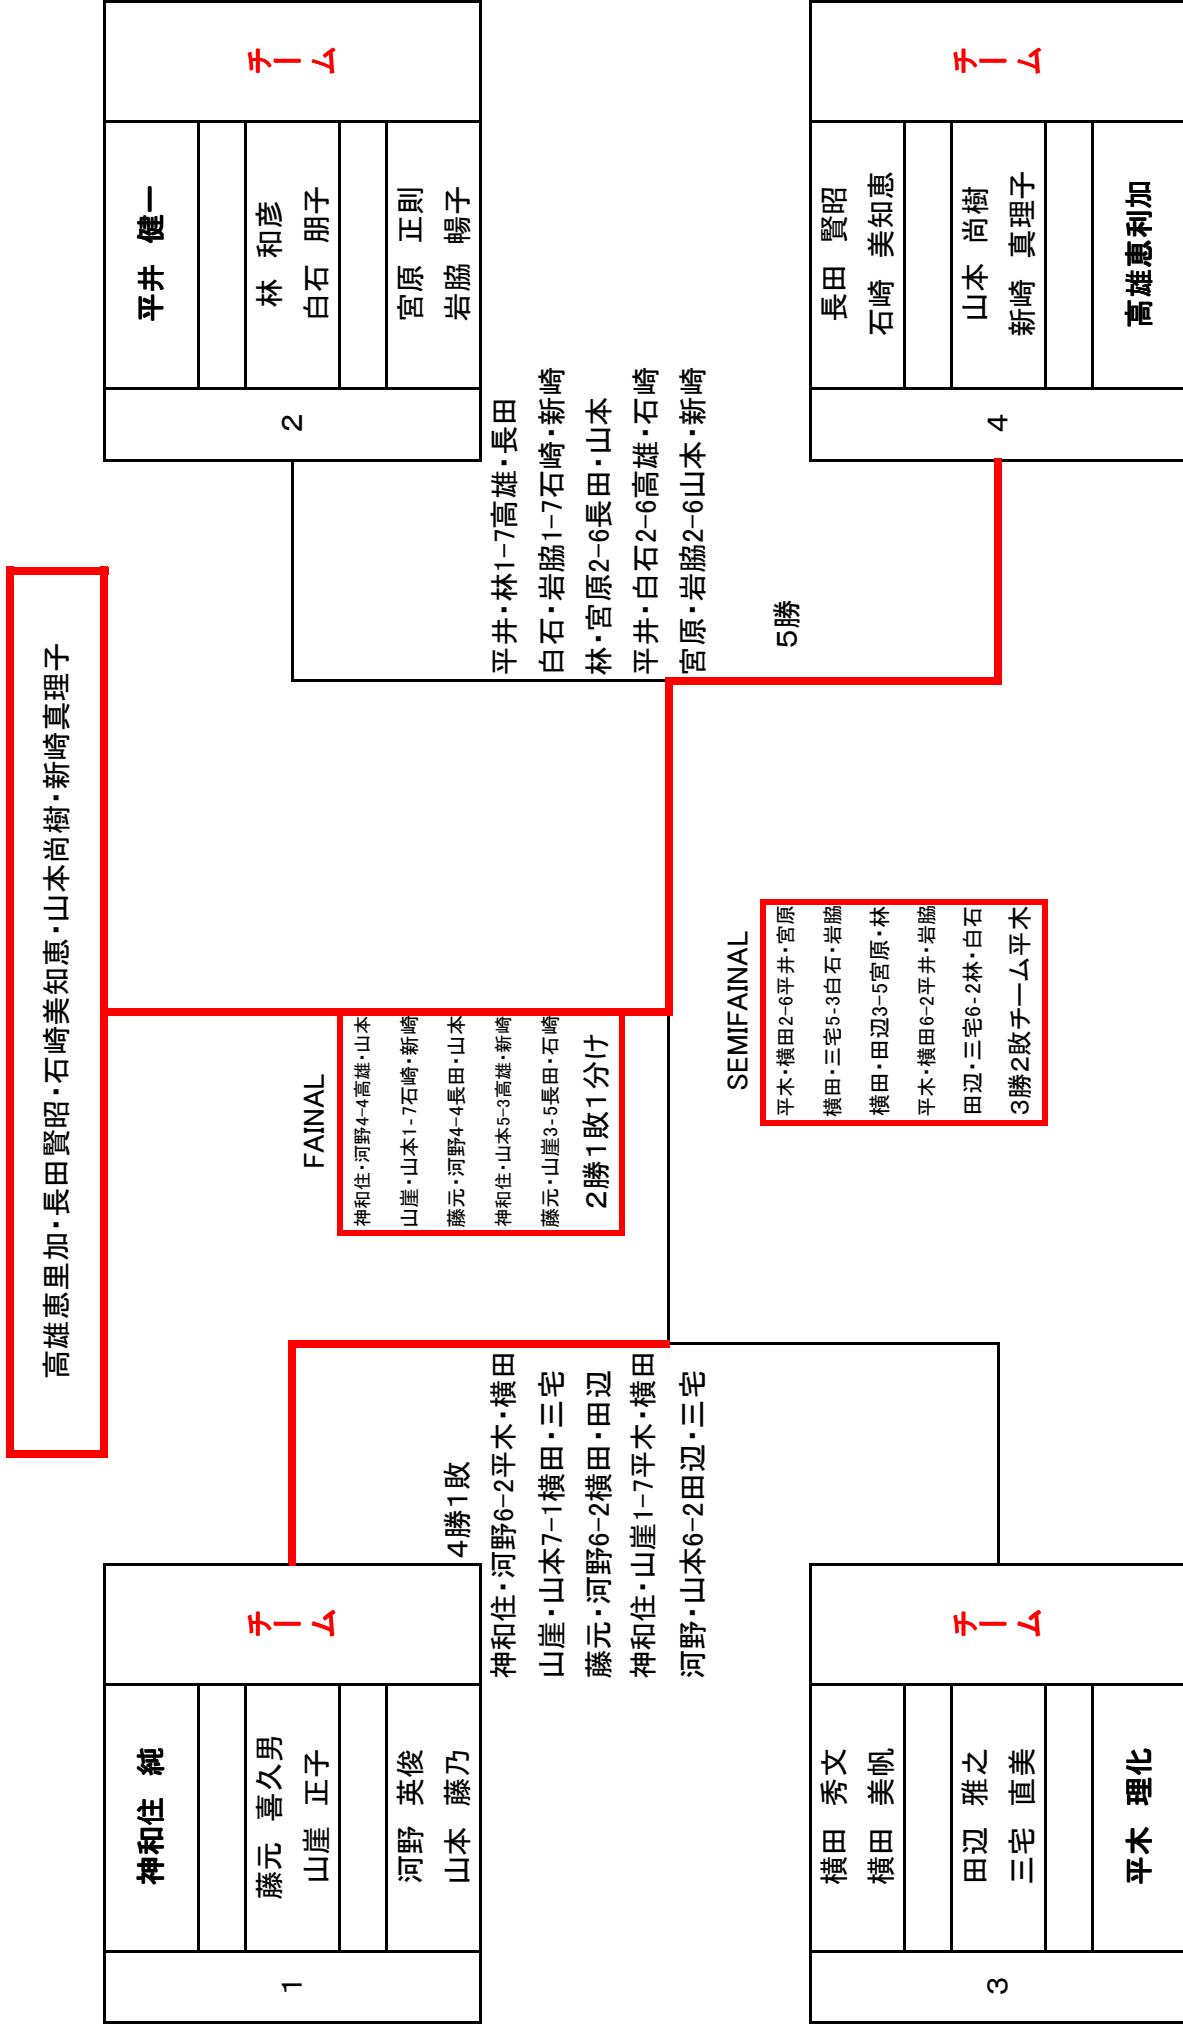 高雄恵里加・長田賢昭・石崎美知恵・山本尚樹・新崎真理子
1
神和住　純
藤元　喜久男
山崖　正子
河野　英俊
山本　藤乃
チーム
2
平井　健一
林　和彦
白石　朋子
宮原　正則
岩脇　暢子
チーム
FAINAL
神和住・河野4-4高雄・山本
山崖・山本1-7石崎・新崎
藤元・河野4-4長田・山本
神和住・山本5-3高雄・新崎
藤元・山崖3-5長田・石崎
2勝1敗1分け
4勝1敗
神和住・河野6-2平木・横田
山崖・山本7-1横田・三宅
藤元・河野6-2横田・田辺
神和住・山崖1-7平木・横田
河野・山本6-2田辺・三宅
平井・林1-7高雄・長田
白石・岩脇1-7石崎・新崎
林・宮原2-6長田・山本
平井・白石2-6高雄・石崎
宮原・岩脇2-6山本・新崎
5勝
SEMIFAINAL
平木・横田2-6平井・宮原
横田・三宅5-3白石・岩脇
横田・田辺3-5宮原・林
平木・横田6-2平井・岩脇
田辺・三宅6-2林・白石
3勝2敗チーム平木
3
横田　秀文
横田　美帆
田辺　雅之
三宅　直美
平木　理化
チーム
4
長田　賢昭
石崎　美知恵
山本　尚樹
新崎　真理子
高雄恵利加
チーム